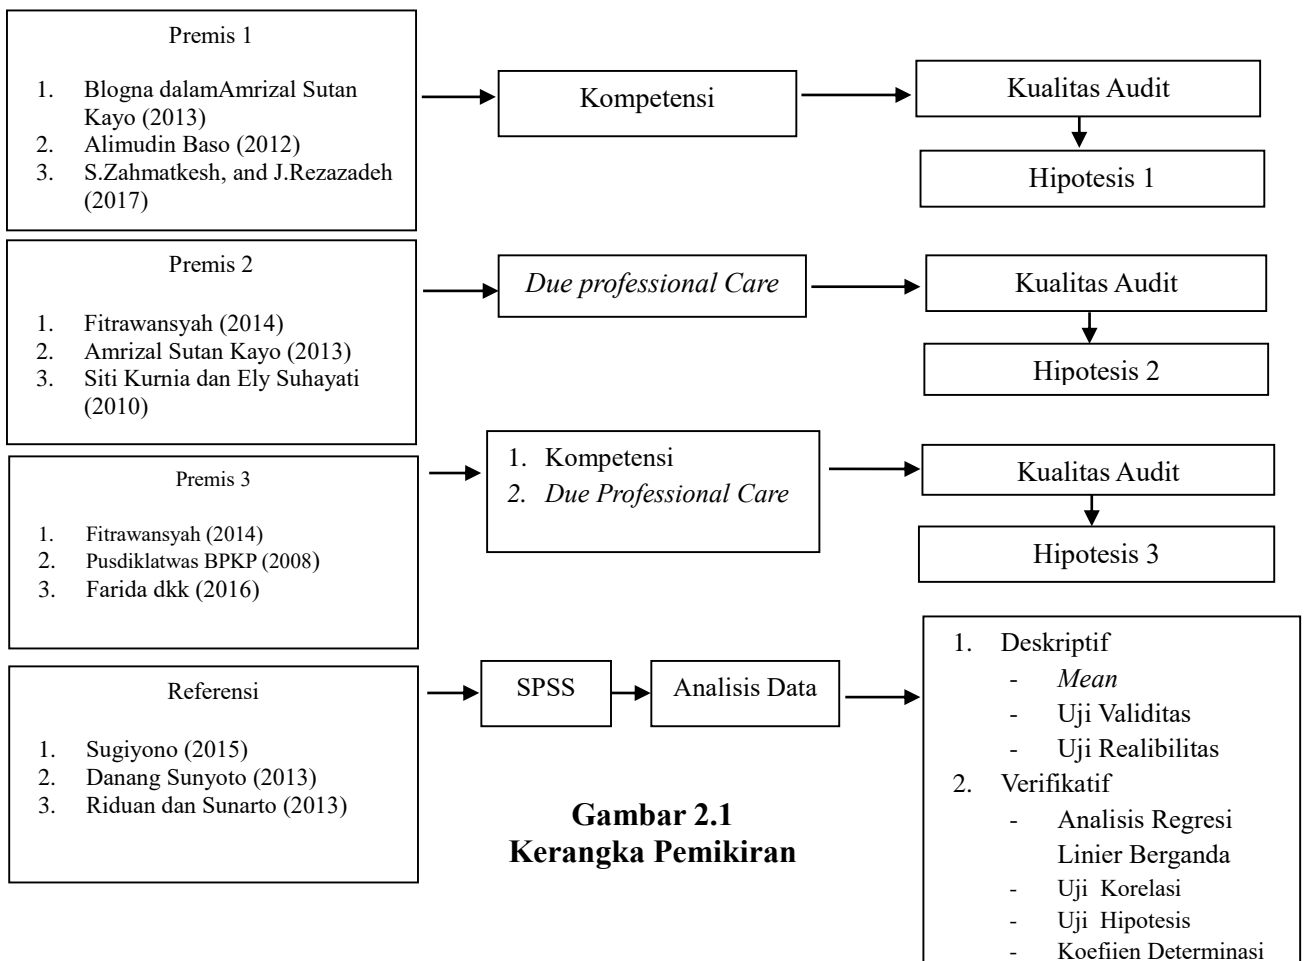 Premis 1
1. Blogna dalamAmrizal Sutan
Kayo (2013)
2. Alimudin Baso (2012)
3. S.Zahmatkesh, and J.Rezazadeh
(2017)
Kompetensi
Kualitas Audit
Hipotesis 1
Premis 2
1. Fitrawansyah (2014)
2. Amrizal Sutan Kayo (2013)
3. Siti Kurnia dan Ely Suhayati
(2010)
Due professional Care
Kualitas Audit
Hipotesis 2
Premis 3
1. Fitrawansyah (2014)
2. Pusdiklatwas BPKP (2008)
3. Farida dkk (2016)
1. Kompetensi
2. Due Professional Care
Kualitas Audit
Hipotesis 3
Referensi
1. Sugiyono (2015)
2. Danang Sunyoto (2013)
3. Riduan dan Sunarto (2013)
SPSS
Analisis Data
1. Deskriptif
- Mean
- Uji Validitas
- Uji Realibilitas
2. Verifikatif
- Analisis Regresi
Linier Berganda
- Uji Korelasi
- Uji Hipotesis
- Koefiien Determinasi
Gambar 2.1
Kerangka Pemikiran